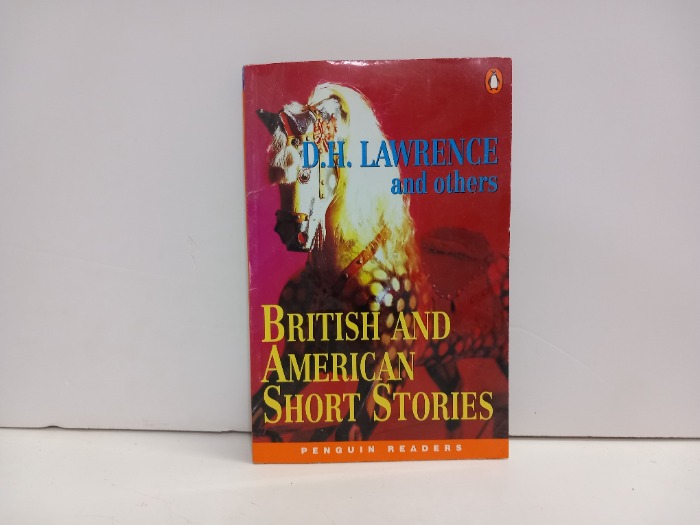 D.H. LAWRENCE
and others
BRITISH AND
AMERICAN
SHORT STORIES
PENGUIN READERS